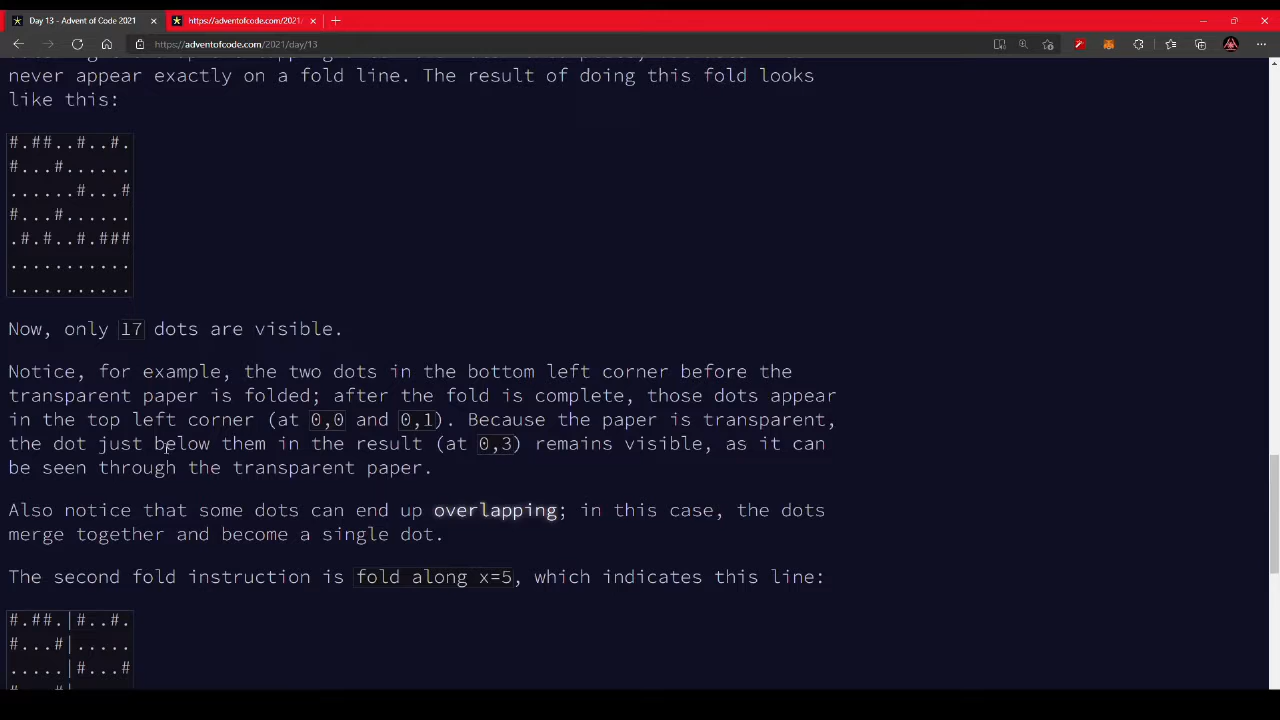 Day 13 - Advent of Code 2021
https://adventofcode.com/2021/
https://adventofcode.com/2021/day/13
never appear exactly on a fold line. The result of doing this fold looks
like this:
#.##..#..#.
#...#......
......#...#
#...#......
.#.#..#.###
...........
...........
Now, only 17 dots are visible.
Notice, for example, the two dots in the bottom left corner before the
transparent paper is folded; after the fold is complete, those dots appear
in the top left corner (at 0,0 and 0,1). Because the paper is transparent,
the dot just below them in the result (at 0,3) remains visible, as it can
be seen through the transparent paper.
Also notice that some dots can end up overlapping; in this case, the dots
merge together and become a single dot.
The second fold instruction is fold along x=5, which indicates this line:
#.##.|#..#.
#...#|.....
.....|#...#